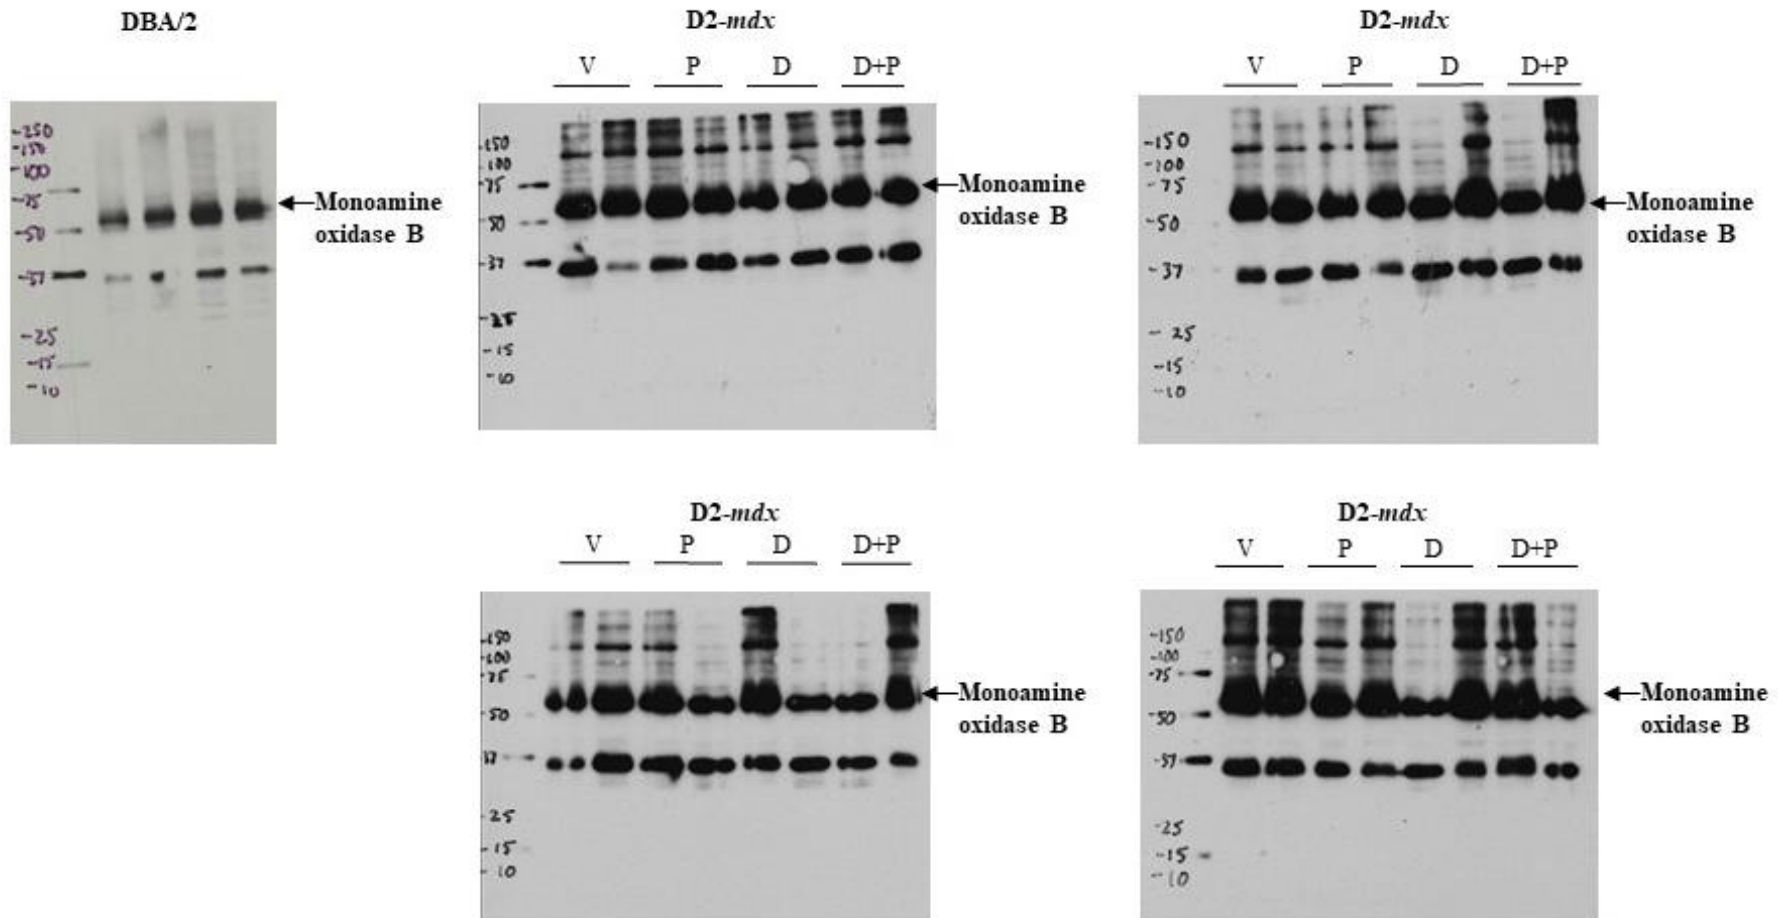 DBA/2
-250
-150
-100
-75
-50
-37
-25
-15
-10
Monoamine
oxidase B
D2-mdx
V P D D+P
-150
-100
-75
-50
-37
-25
-15
-10
Monoamine
oxidase B
D2-mdx
V P D D+P
-150
-100
-75
-50
-37
- 25
-15
-10
Monoamine
oxidase B
D2-mdx
V P D D+P
-150
-100
-75
-50
37
-25
-15
- 10
Monoamine
oxidase B
D2-mdx
V P D D+P
-150
-100
-75
-50
-37
-25
-15
-10
Monoamine
oxidase B